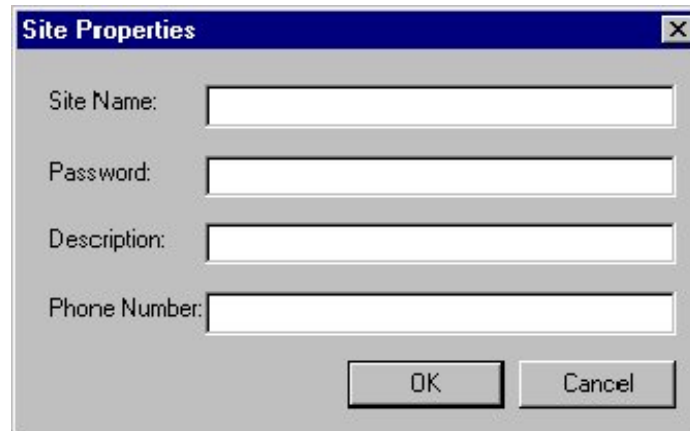 Site Properties
Site Name:
Password:
Description:
Phone Number:
OK Cancel